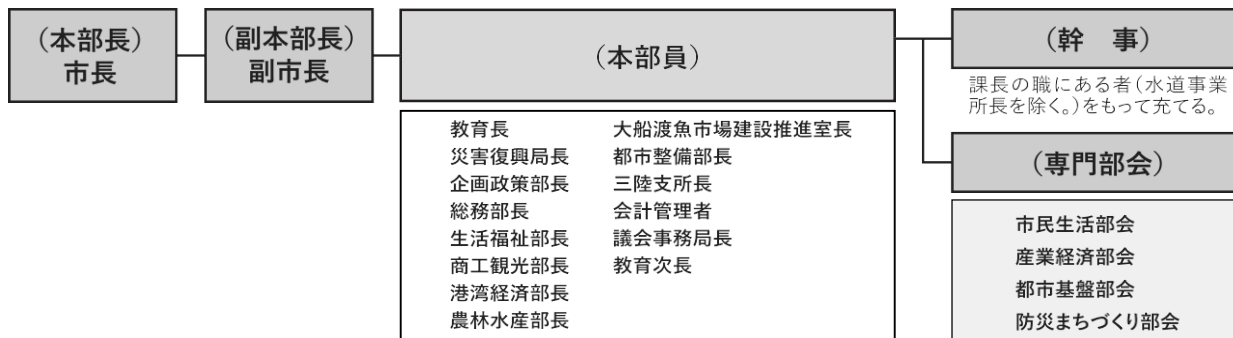 （本部長）
市長
（副本部長）
副市長
（本部員）
教育長
災害復興局長
企画政策部長
総務部長
生活福祉部長
商工観光部長
港湾経済部長
農林水産部長
大船渡魚市場建設推進室長
都市整備部長
三陸支所長
会計管理者
議会事務局長
教育次長
（幹　事）
課長の職にある者（水道事業
所長を除く。）をもって充てる。
（専門部会）
市民生活部会
産業経済部会
都市基盤部会
防災まちづくり部会